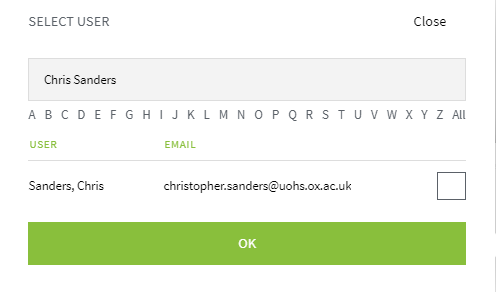 SELECT USER Close
Chris Sanders
A B C D E F G H I J K L M N O P Q R S T U V W X Y Z All
USER EMAIL
Sanders, Chris christopher.sanders@uohs.ox.ac.uk
OK